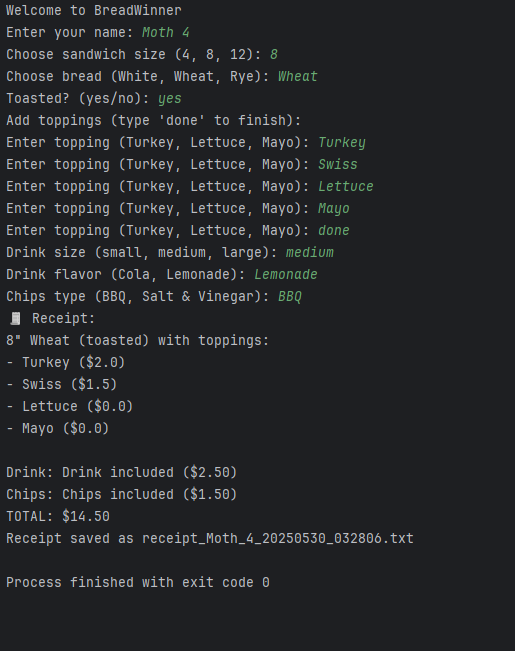 Welcome to BreadWinner
Enter your name: Moth 4
Choose sandwich size (4, 8, 12): 8
Choose bread (White, Wheat, Rye): Wheat
Toasted? (yes/no): yes
Add toppings (type 'done' to finish):
Enter topping (Turkey, Lettuce, Mayo): Turkey
Enter topping (Turkey, Lettuce, Mayo): Swiss
Enter topping (Turkey, Lettuce, Mayo): Lettuce
Enter topping (Turkey, Lettuce, Mayo): Mayo
Enter topping (Turkey, Lettuce, Mayo): done
Drink size (small, medium, large): medium
Drink flavor (Cola, Lemonade): Lemonade
Chips type (BBQ, Salt & Vinegar): BBQ
🧾 Receipt:
8" Wheat (toasted) with toppings:
- Turkey ($2.0)
- Swiss ($1.5)
- Lettuce ($0.0)
- Mayo ($0.0)
Drink: Drink included ($2.50)
Chips: Chips included ($1.50)
TOTAL: $14.50
Receipt saved as receipt_Moth_4_20250530_032806.txt
Process finished with exit code 0